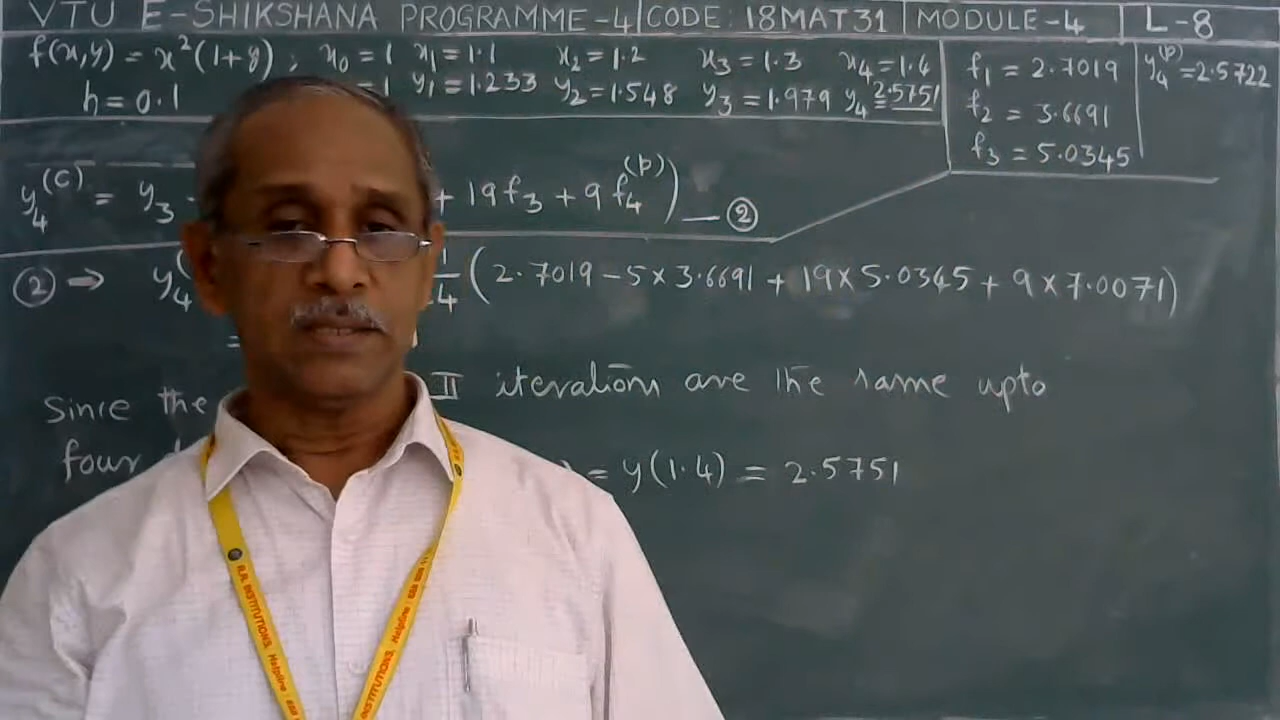 VTU E-SHIKSHANA PROGRAMME-4 CODE: 18MAT31 MODULE-4 L-8
f(x,y) = x²(1+y); x₀=1 x₁=1.1 x₂=1.2 x₃=1.3 x₄=1.4
h=0.1 =1 y₁=1.233 y₂=1.548 y₃=1.979 y₄=2.5751
f₁ = 2.7019
f₂ = 3.6691
f₃ = 5.0345
y₄⁽ᵖ⁾=2.5722
y₄^(C) = y₃ + 19f₃ + 9f₄^(p)) — ②
② ⇒ y₄ (2.7019 - 5×3.6691 + 19×5.0345 + 9×7.0071)
=
Since the II iterations are the same upto
four = y(1.4) = 2.5751
R.R. INSTITUTIONS. Helpline :